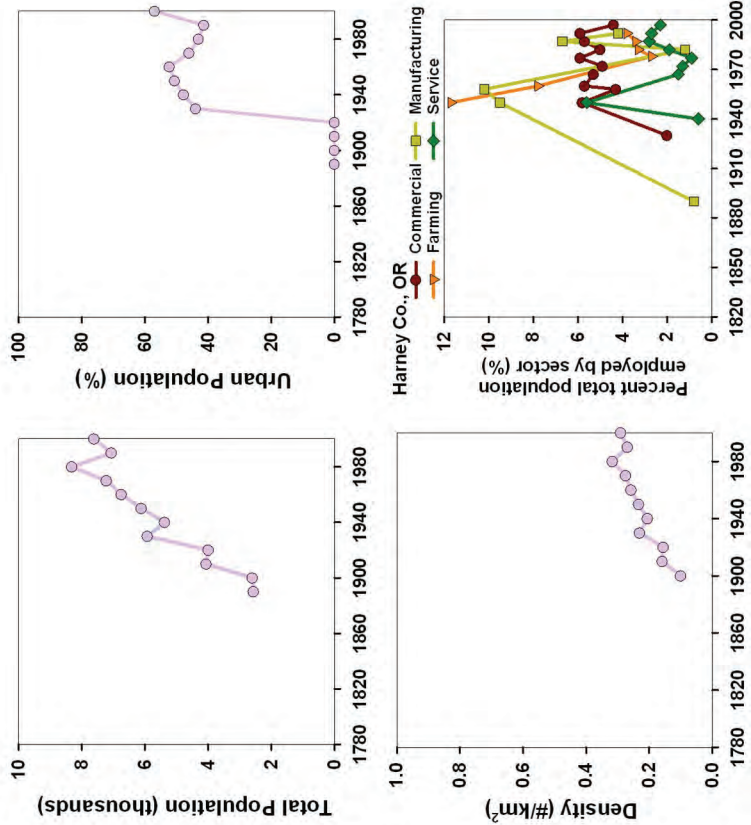 Total Population (thousands)
10
8
6
4
2
0
1780 1820 1860 1900 1940 1980
Urban Population (%)
100
80
60
40
20
0
1780 1820 1860 1900 1940 1980
Density (#/km²)
1.0
0.8
0.6
0.4
0.2
0.0
1780 1820 1860 1900 1940 1980
Harney Co., OR
Commercial
Manufacturing
Farming
Service
Percent total population
employed by sector (%)
12
10
8
6
4
2
0
1820 1850 1880 1910 1940 1970 2000